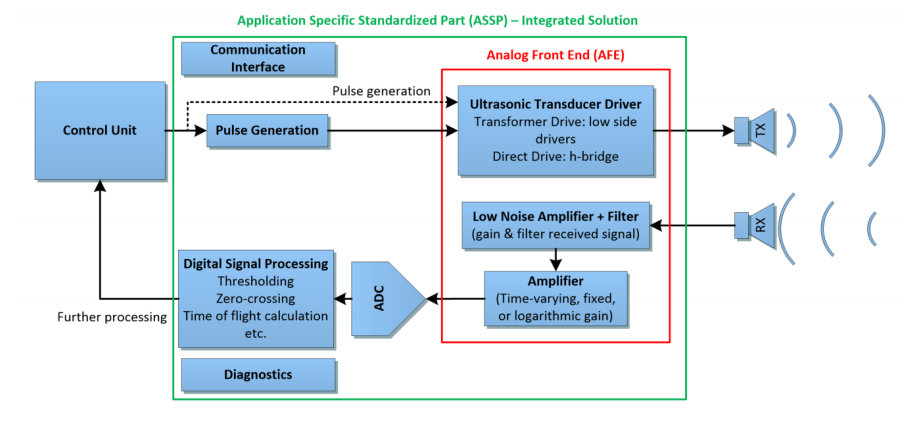 Application Specific Standardized Part (ASSP) – Integrated Solution
Communication
Interface
Analog Front End (AFE)
Pulse generation
Control Unit
Pulse Generation
Ultrasonic Transducer Driver
Transformer Drive: low side
drivers
Direct Drive: h-bridge
TX
Low Noise Amplifier + Filter
(gain & filter received signal)
RX
Digital Signal Processing
Thresholding
Zero-crossing
Time of flight calculation
etc.
ADC
Amplifier
(Time-varying, fixed,
or logarithmic gain)
Further processing
Diagnostics